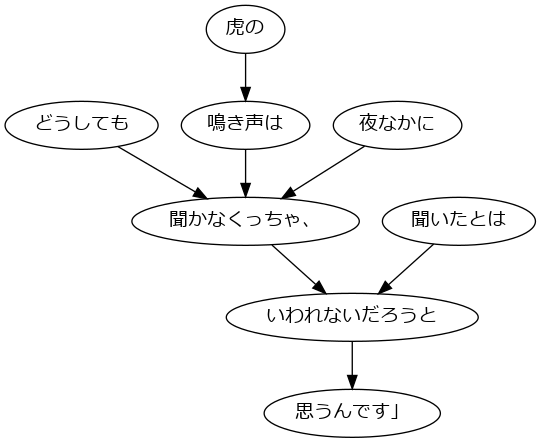 虎の
どうしても
鳴き声は
夜なかに
聞かなくっちゃ、
聞いたとは
いわれないだろうと
思うんです」